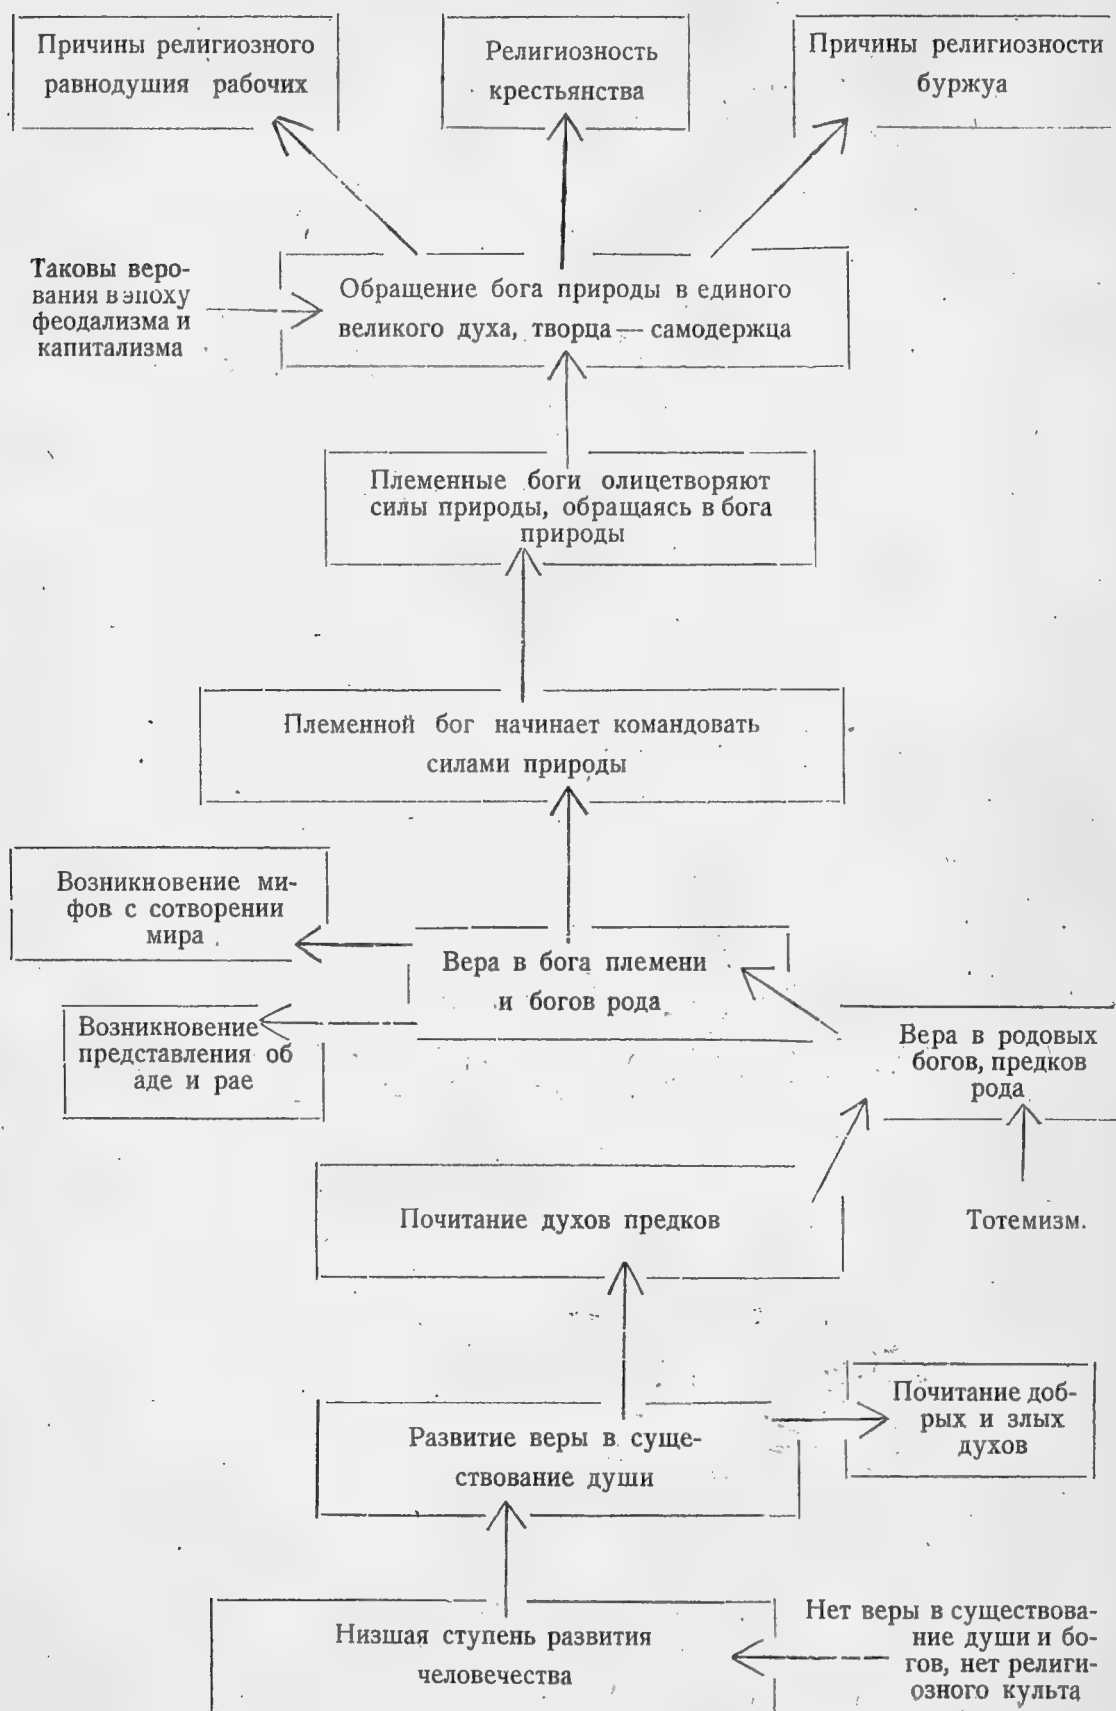 Причины религиозного
равнодушия рабочих
Религиозность
крестьянства
Причины религиозности
буржуа
Таковы веро-
вания в эпоху
феодализма и
капитализма
Обращение бога природы в единого
великого духа, творца — самодержца
Племенные боги олицетворяют
силы природы, обращаясь в бога
природы
Племенной бог начинает командовать
силами природы
Возникновение ми-
фов с сотворении
мира
Вера в бога племени
и богов рода
Возникновение
представления об
аде и рае
Вера в родовых
богов, предков
рода
Почитание духов предков
Тотемизм.
Развитие веры в суще-
ствование души
Почитание доб-
рых и злых
духов
Низшая ступень развития
человечества
Нет веры в существова-
ние души и бо-
гов, нет религи-
озного культа